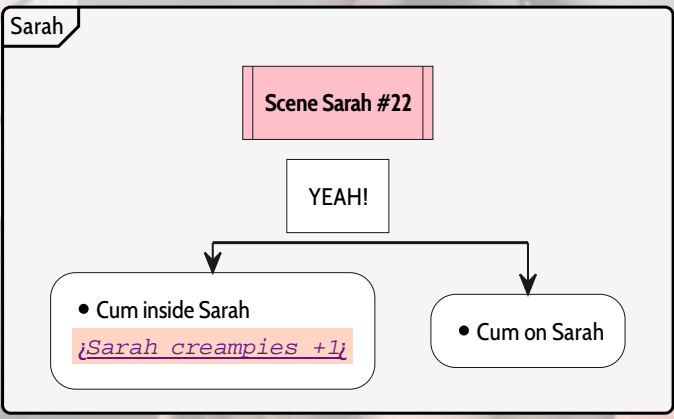 Sarah
Scene Sarah #22
YEAH!
• Cum inside Sarah
¿Sarah creampies +1¿
• Cum on Sarah